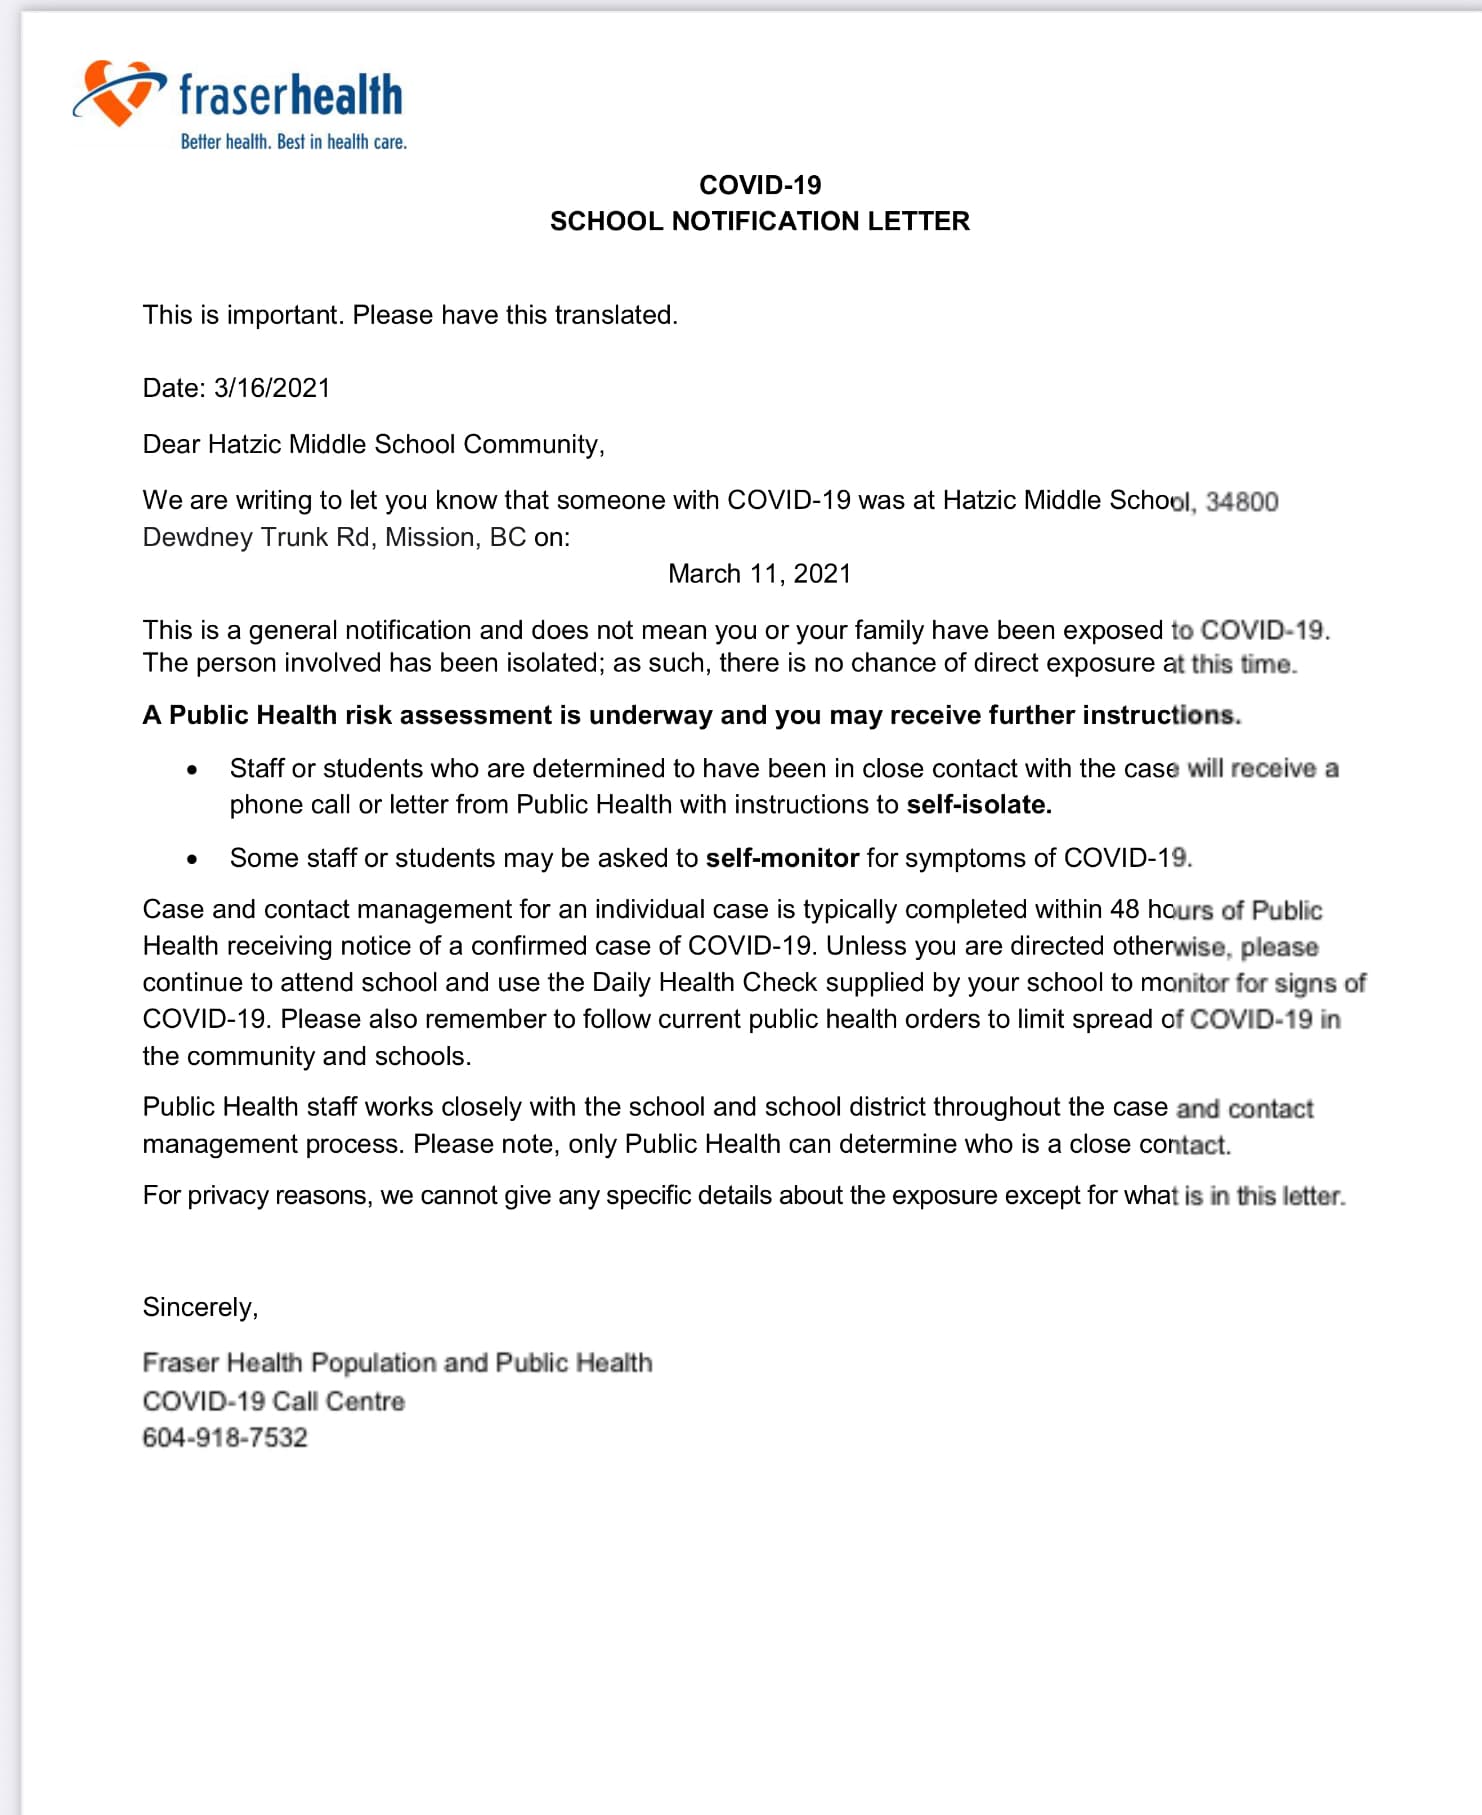 fraserhealth
Better health. Best in health care.
COVID-19
SCHOOL NOTIFICATION LETTER
This is important. Please have this translated.
Date: 3/16/2021
Dear Hatzic Middle School Community,
We are writing to let you know that someone with COVID-19 was at Hatzic Middle School, 34800
Dewdney Trunk Rd, Mission, BC on:
March 11, 2021
This is a general notification and does not mean you or your family have been exposed to COVID-19.
The person involved has been isolated; as such, there is no chance of direct exposure at this time.
A Public Health risk assessment is underway and you may receive further instructions.
• Staff or students who are determined to have been in close contact with the case will receive a
phone call or letter from Public Health with instructions to self-isolate.
• Some staff or students may be asked to self-monitor for symptoms of COVID-19.
Case and contact management for an individual case is typically completed within 48 hours of Public
Health receiving notice of a confirmed case of COVID-19. Unless you are directed otherwise, please
continue to attend school and use the Daily Health Check supplied by your school to monitor for signs of
COVID-19. Please also remember to follow current public health orders to limit spread of COVID-19 in
the community and schools.
Public Health staff works closely with the school and school district throughout the case and contact
management process. Please note, only Public Health can determine who is a close contact.
For privacy reasons, we cannot give any specific details about the exposure except for what is in this letter.
Sincerely,
Fraser Health Population and Public Health
COVID-19 Call Centre
604-918-7532